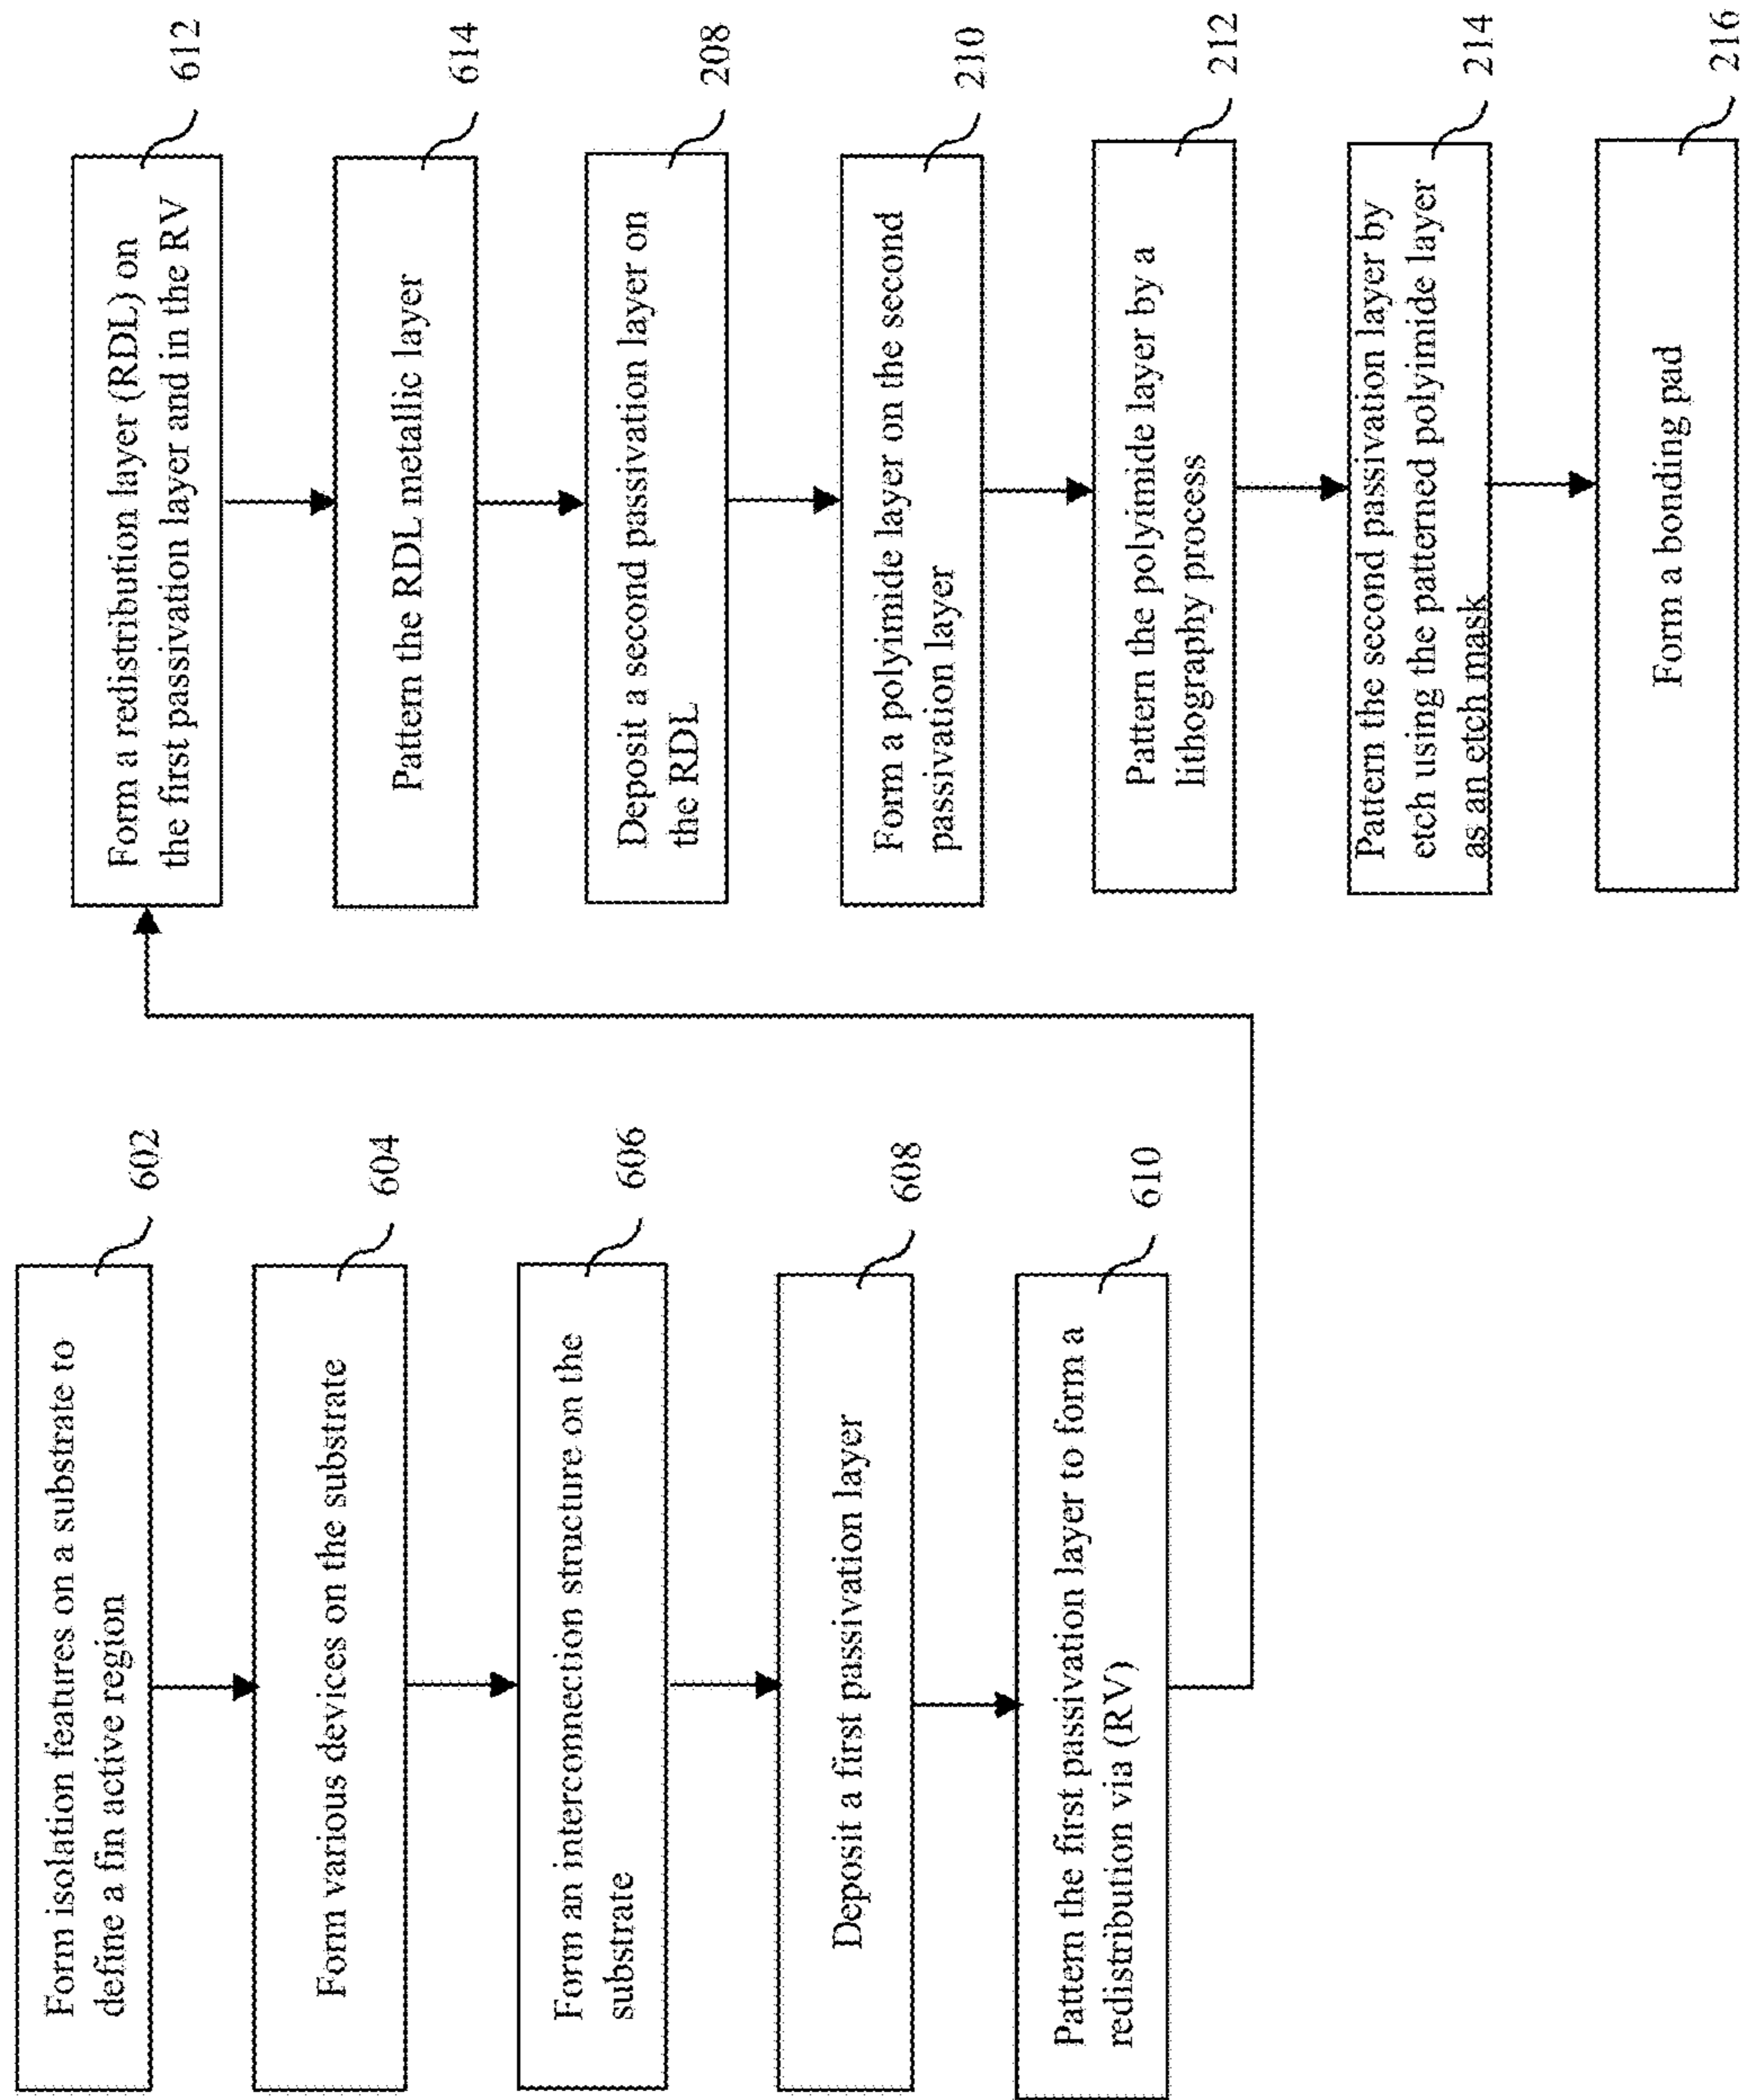 Form isolation features on a substrate to
define a fin active region
602
Form various devices on the substrate
604
Form an interconnection structure on the
substrate
606
Deposit a first passivation layer
608
Pattern the first passivation layer to form a
redistribution via (RV)
610
Form a redistribution layer (RDL) on
the first passivation layer and in the RV
612
Pattern the RDL metallic layer
614
Deposit a second passivation layer on
the RDL
208
Form a polyimide layer on the second
passivation layer
210
Pattern the polyimide layer by a
lithography process
212
Pattern the second passivation layer by
etch using the patterned polyimide layer
as an etch mask
214
Form a bonding pad
216